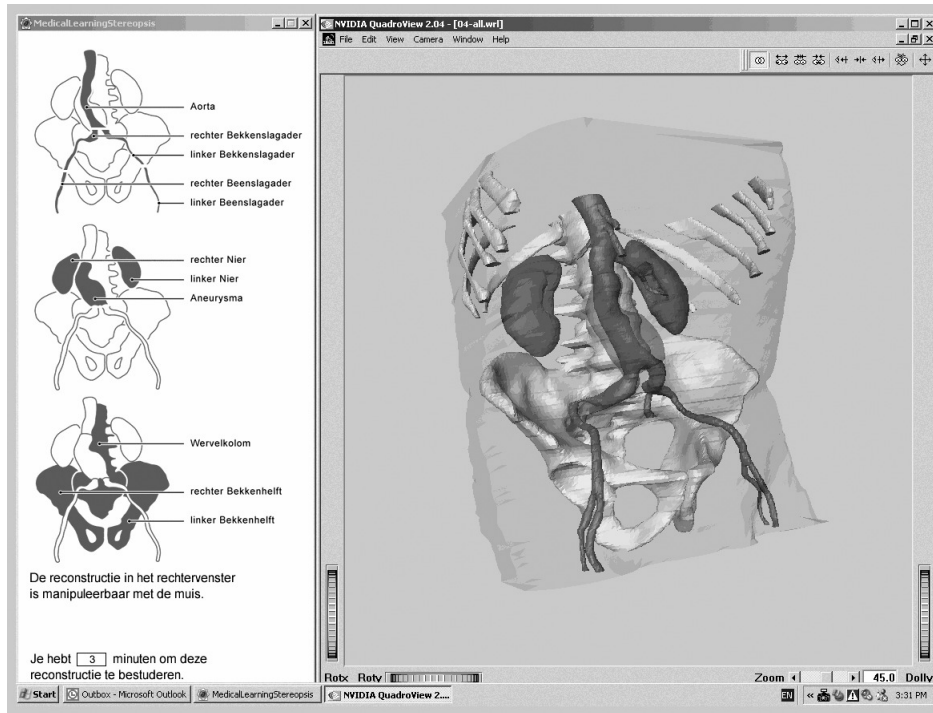 MedicalLearningStereopsis
Aorta
rechter Bekkenslagader
linker Bekkenslagader
rechter Beenslagader
linker Beenslagader
rechter Nier
linker Nier
Aneurysma
Wervelkolom
rechter Bekkenhelft
linker Bekkenhelft
De reconstructie in het rechtervenster
is manipuleerbaar met de muis.
Je hebt 3 minuten om deze
reconstructie te bestuderen.
NVIDIA QuadroView 2.04 - [04-all.wrl]
File Edit View Camera Window Help
Rotx Roty Zoom 45.0 Dolly
Start Outbox - Microsoft Outlook MedicalLearningStereopsis NVIDIA QuadroView 2.... EN 3:31 PM